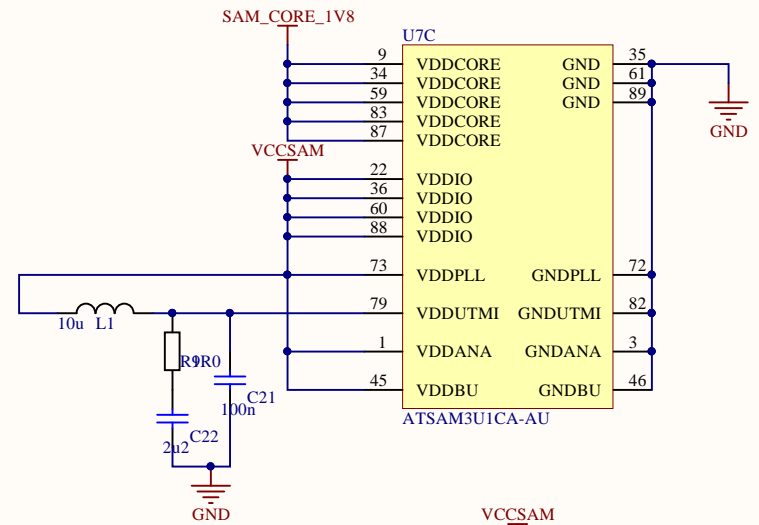 SAM_CORE_1V8
U7C
9 VDDCORE GND 35
34 VDDCORE GND 61
59 VDDCORE GND 89
83 VDDCORE
87 VDDCORE
GND
VCCSAM
22 VDDIO
36 VDDIO
60 VDDIO
88 VDDIO
73 VDDPLL GNDPLL 72
79 VDDUTMI GNDUTMI 82
10u L1
1 VDDANA GNDANA 3
1R0
45 VDDBU GNDBU 46
C21
100n
ATSAM3U1CA-AU
C22
2u2
GND
VCCSAM